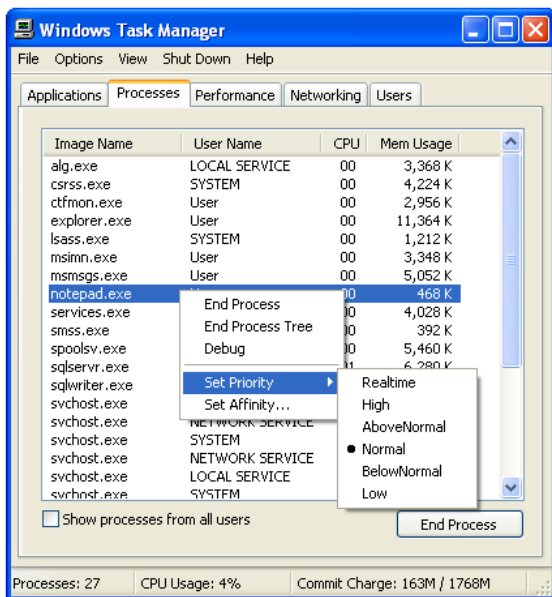 Windows Task Manager
File Options View Shut Down Help
Applications Processes Performance Networking Users
Image Name User Name CPU Mem Usage
alg.exe LOCAL SERVICE 00 3,368 K
csrss.exe SYSTEM 00 4,224 K
ctfmon.exe User 00 2,956 K
explorer.exe User 00 11,364 K
lsass.exe SYSTEM 00 1,212 K
msimn.exe User 00 3,348 K
msmsgs.exe User 00 5,052 K
notepad.exe 00 468 K
services.exe 4,028 K
smss.exe 392 K
spoolsv.exe 5,460 K
sqlservr.exe 6,280 K
sqlwriter.exe
svchost.exe
svchost.exe NETWORK SERVICE
svchost.exe SYSTEM
svchost.exe NETWORK SERVICE
svchost.exe LOCAL SERVICE
svchost.exe SYSTEM
End Process
End Process Tree
Debug
Set Priority
Set Affinity...
Realtime
High
AboveNormal
Normal
BelowNormal
Low
Show processes from all users
End Process
Processes: 27 CPU Usage: 4% Commit Charge: 163M / 1768M